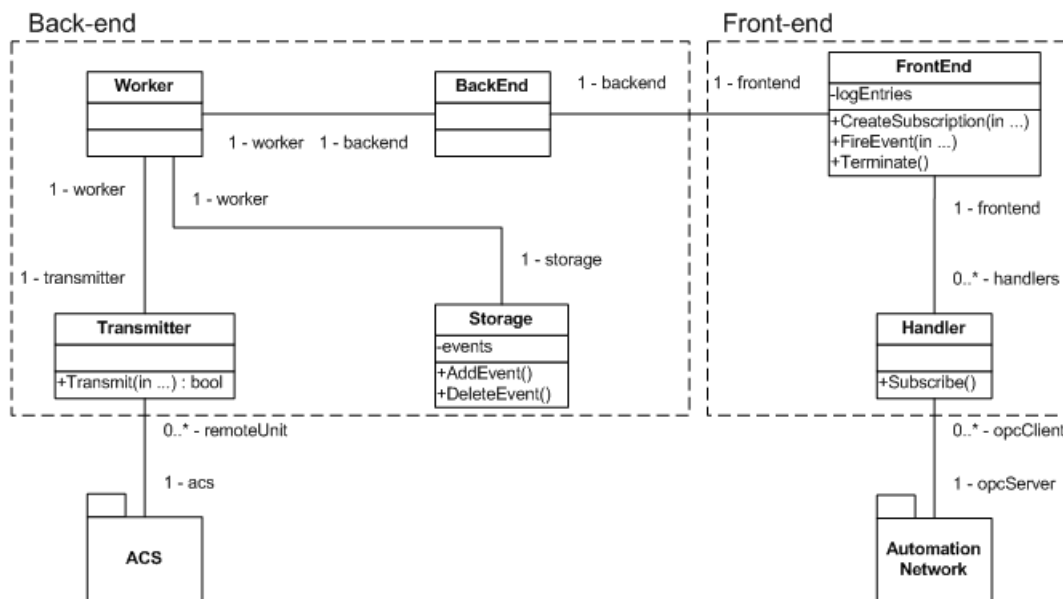 Back-end
Front-end
Worker
BackEnd
1 - backend
1 - frontend
FrontEnd
-logEntries
+CreateSubscription(in ...)
+FireEvent(in ...)
+Terminate()
1 - worker
1 - backend
1 - worker
1 - worker
1 - frontend
1 - storage
1 - transmitter
0..* - handlers
Transmitter
+Transmit(in ...) : bool
Storage
-events
+AddEvent()
+DeleteEvent()
Handler
+Subscribe()
0..* - remoteUnit
0..* - opcClient
1 - acs
1 - opcServer
ACS
Automation
Network